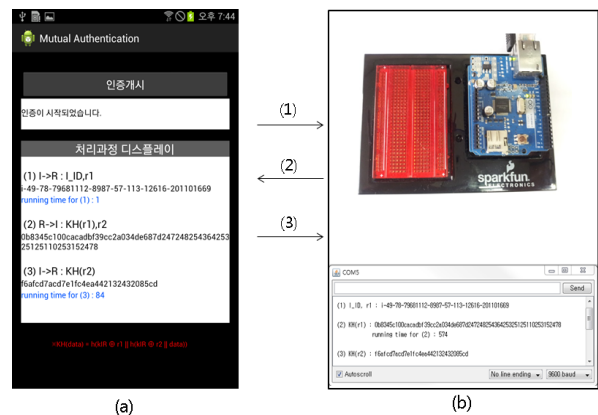 오후 7:44
Mutual Authentication
인증개시
인증이 시작되었습니다.
처리과정 디스플레이
(1) I->R : I_ID,r1
i-49-78-79681112-8987-57-113-12616-201101669
running time for (1) : 1
(2) R->I : KH(r1),r2
0b8345c100cacadbf39cc2a034de687d247248254364253
25125110253152478
(3) I->R : KH(r2)
f6afcf7acd7e1fc4ea442132432085cd
running time for (3) : 84
(a)
(1)
(2)
(3)
sparkfun
ELECTRONICS
COM5
Send
(1) I_ID, r1 : i-49-78-79681112-8987-57-113-12616-201101669
(2) KH(r1) : 0b8345c100cacadbf39cc2a034de687d24724825436425325125110253152478
running time for (2) : 574
(3) KH(r2) : f6afcf7acd7e1fc4ea442132432085cd
Autoscroll
No line ending
9600 baud
(b)